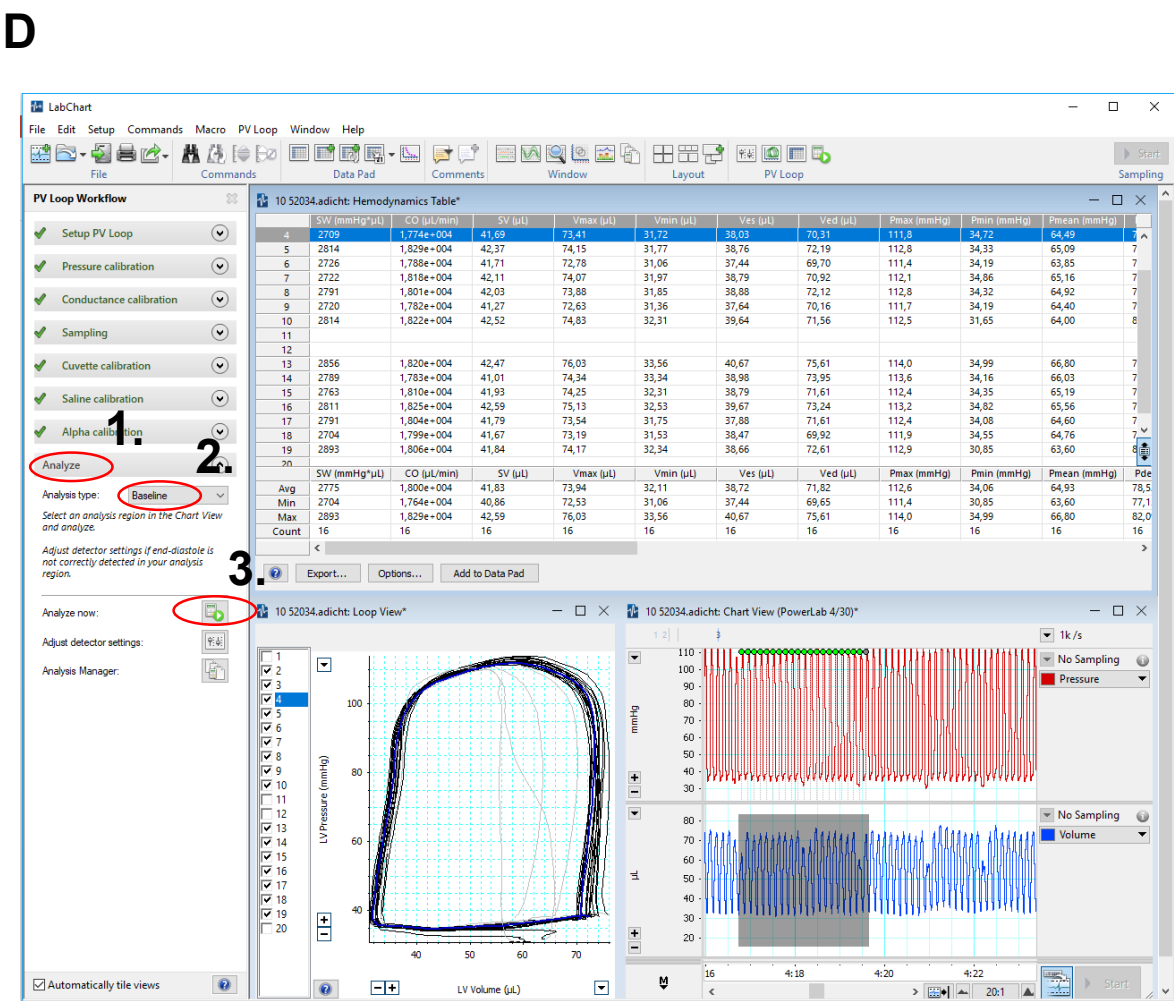 D
LabChart
File Edit Setup Commands Macro PV Loop Window Help
File Commands Data Pad Comments Window Layout PV Loop Start Sampling
PV Loop Workflow
Setup PV Loop
Pressure calibration
Conductance calibration
Sampling
Cuvette calibration
Saline calibration
Alpha calibration
1.
Analyze
2.
Analysis type: Baseline
Select an analysis region in the Chart View
and analyze.
Adjust detector settings if end-diastole is
not correctly detected in your analysis
region.
3.
Analyze now:
Adjust detector settings:
Analysis Manager:
Automatically tile views
10 52034.adicht: Hemodynamics Table*
SW (mmHg*µL) CO (µL/min) SV (µL) Vmax (µL) Vmin (µL) Ves (µL) Ved (µL) Pmax (mmHg) Pmin (mmHg) Pmean (mmHg)
4 2709 1,774e+004 41,69 73,41 31,72 38,03 70,31 111,8 34,72 64,49 7
5 2814 1,829e+004 42,37 74,15 31,77 38,76 72,19 112,8 34,33 65,09 7
6 2726 1,788e+004 41,71 72,78 31,06 37,44 69,70 111,4 34,19 63,85 7
7 2722 1,818e+004 42,11 74,07 31,97 38,79 70,92 112,1 34,86 65,16 7
8 2791 1,801e+004 42,03 73,88 31,85 38,88 72,12 112,8 34,32 64,92 7
9 2720 1,782e+004 41,27 72,63 31,36 37,64 70,16 111,7 34,19 64,40 7
10 2814 1,822e+004 42,52 74,83 32,31 39,64 71,56 112,5 31,65 64,00 8
11
12
13 2856 1,820e+004 42,47 76,03 33,56 40,67 75,61 114,0 34,99 66,80 7
14 2789 1,783e+004 41,01 74,34 33,34 38,98 73,95 113,6 34,16 66,03 7
15 2763 1,810e+004 41,93 74,25 32,31 38,79 71,61 112,4 34,35 65,19 7
16 2811 1,825e+004 42,59 75,13 32,53 39,67 73,24 113,2 34,82 65,56 7
17 2791 1,804e+004 41,79 73,54 31,75 37,88 71,61 112,4 34,08 64,60 7
18 2704 1,799e+004 41,67 73,19 31,53 38,47 69,92 111,9 34,55 64,76 7
19 2893 1,806e+004 41,84 74,17 32,34 38,66 72,61 112,9 30,85 63,60 8
20
SW (mmHg*µL) CO (µL/min) SV (µL) Vmax (µL) Vmin (µL) Ves (µL) Ved (µL) Pmax (mmHg) Pmin (mmHg) Pmean (mmHg) Pde
Avg 2775 1,800e+004 41,83 73,94 32,11 38,72 71,82 112,6 34,06 64,93 78,5
Min 2704 1,764e+004 40,86 72,53 31,06 37,44 69,65 111,4 30,85 63,60 77,1
Max 2893 1,829e+004 42,59 76,03 33,56 40,67 75,61 114,0 34,99 66,80 82,0
Count 16 16 16 16 16 16 16 16 16 16 16
Export... Options... Add to Data Pad
10 52034.adicht: Loop View*
1
2
3
4
5
6
7
8
9
10
11
12
13
14
15
16
17
18
19
20
LV Pressure (mmHg)
100
80
60
40
40 50 60 70
LV Volume (µL)
10 52034.adicht: Chart View (PowerLab 4/30)*
1 2 3
1k /s
mmHg
110
100
90
80
70
60
50
40
30
No Sampling
Pressure
µL
80
70
60
50
40
30
20
No Sampling
Volume
M
16 4:18 4:20 4:22
20:1
Start